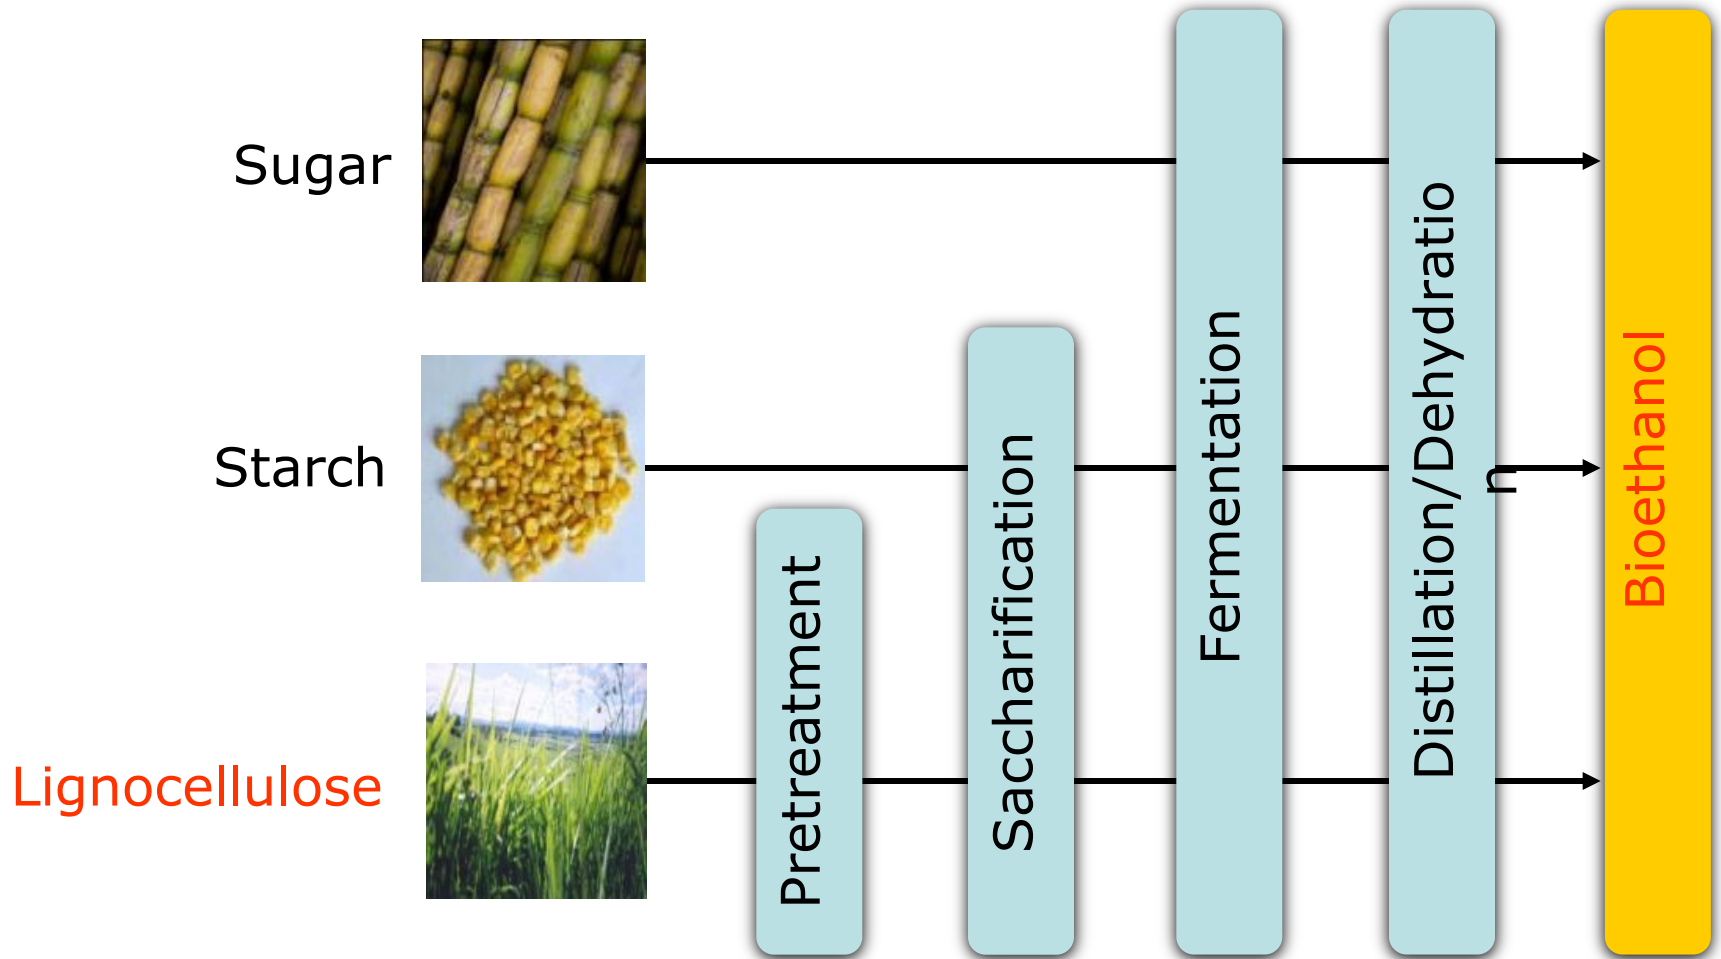 Sugar
Starch
Lignocellulose
Pretreatment
Saccharification
Fermentation
Distillation/Dehydratio
n
Bioethanol